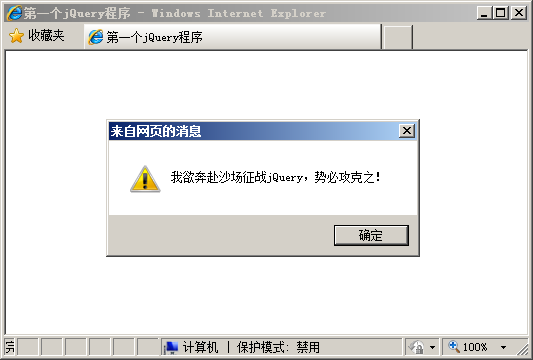 第一个jQuery程序 - Windows Internet Explorer
收藏夹
第一个jQuery程序
来自网页的消息
我欲奔赴沙场征战jQuery，势必攻克之！
确定
计算机 | 保护模式: 禁用
100%